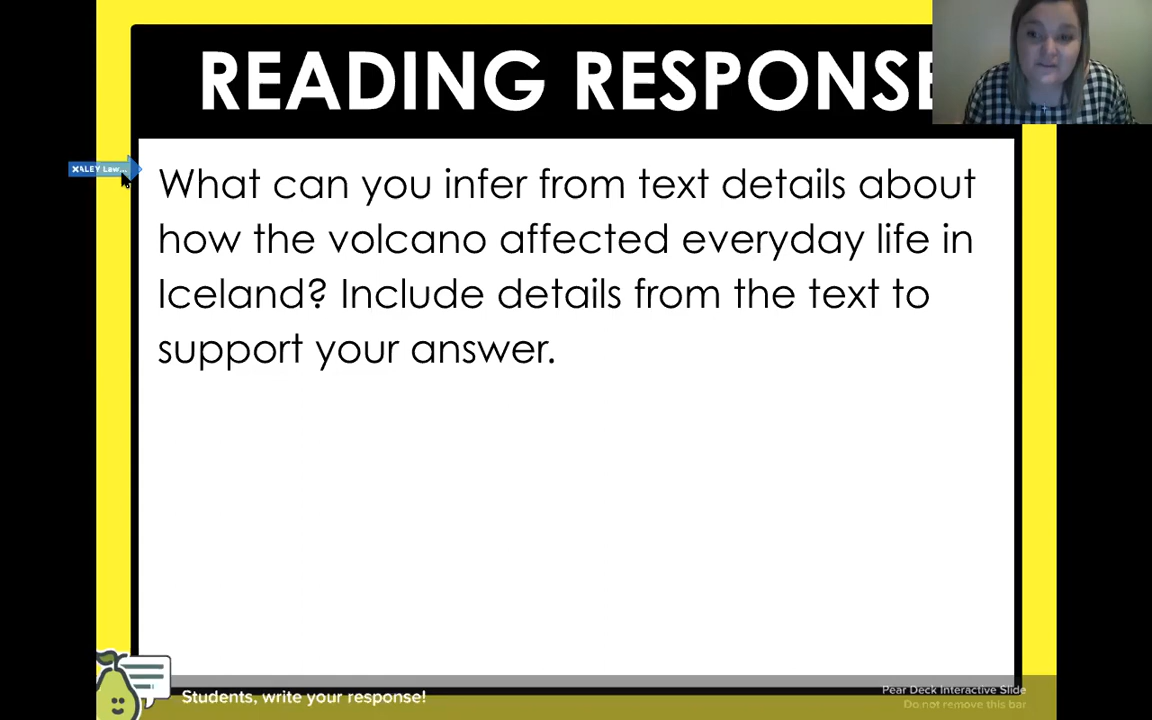 READING RESPONSE
What can you infer from text details about
how the volcano affected everyday life in
Iceland? Include details from the text to
support your answer.
Students, write your response!
Pear Deck Interactive Slide
Do not remove this bar